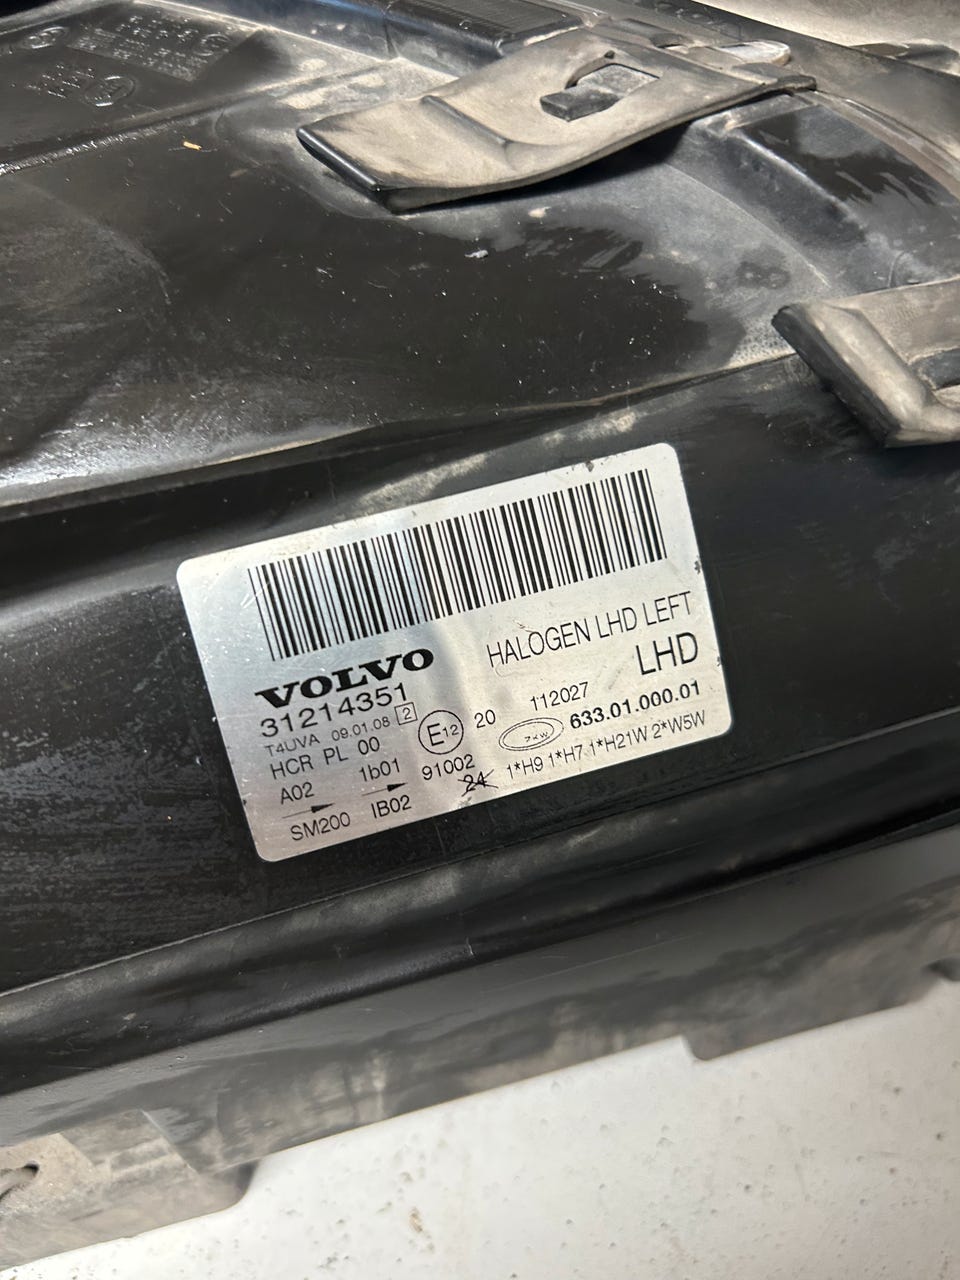 HALOGEN LHD LEFT
LHD
VOLVO
31214351
T4UVA 09.01.08 2
HCR PL 00
A02 1b01
SM200 IB02
E12 20
91002
24
112027
ZKW 633.01.000.01
1*H9 1*H7 1*H21W 2*W5W